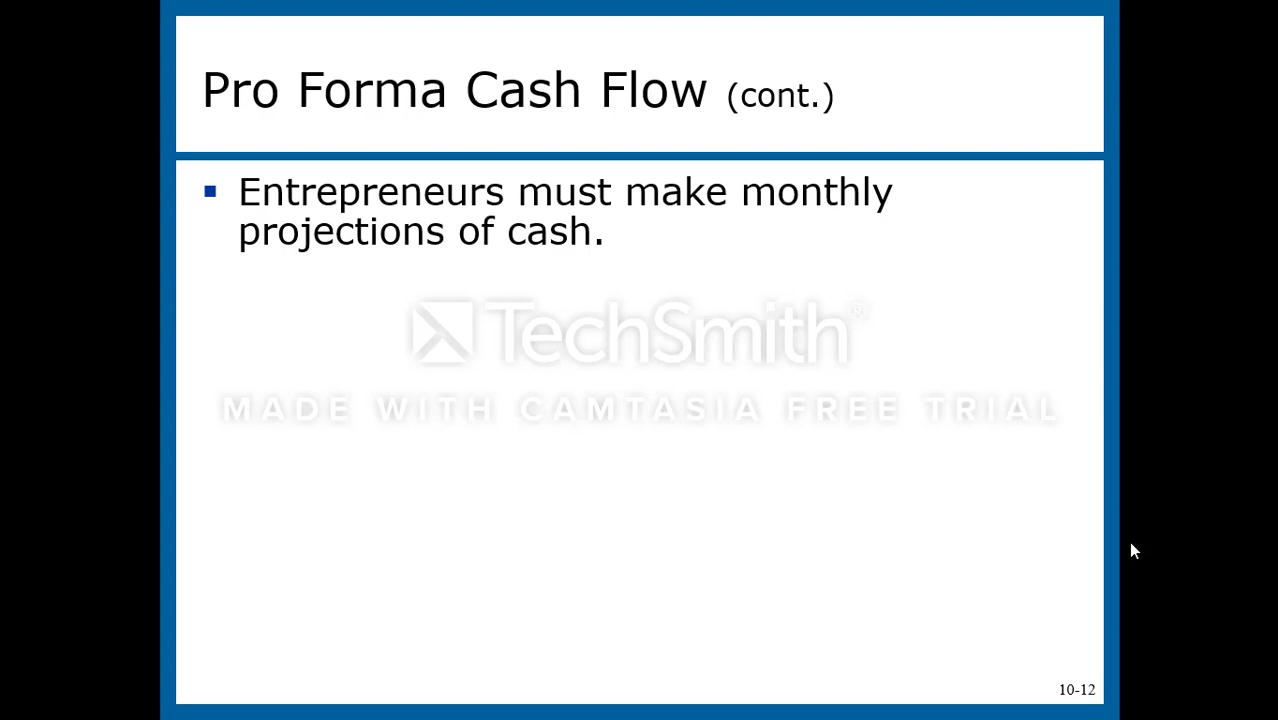 Pro Forma Cash Flow (cont.)
▪ Entrepreneurs must make monthly
projections of cash.
TechSmith®
MADE WITH CAMTASIA FREE TRIAL
10-12